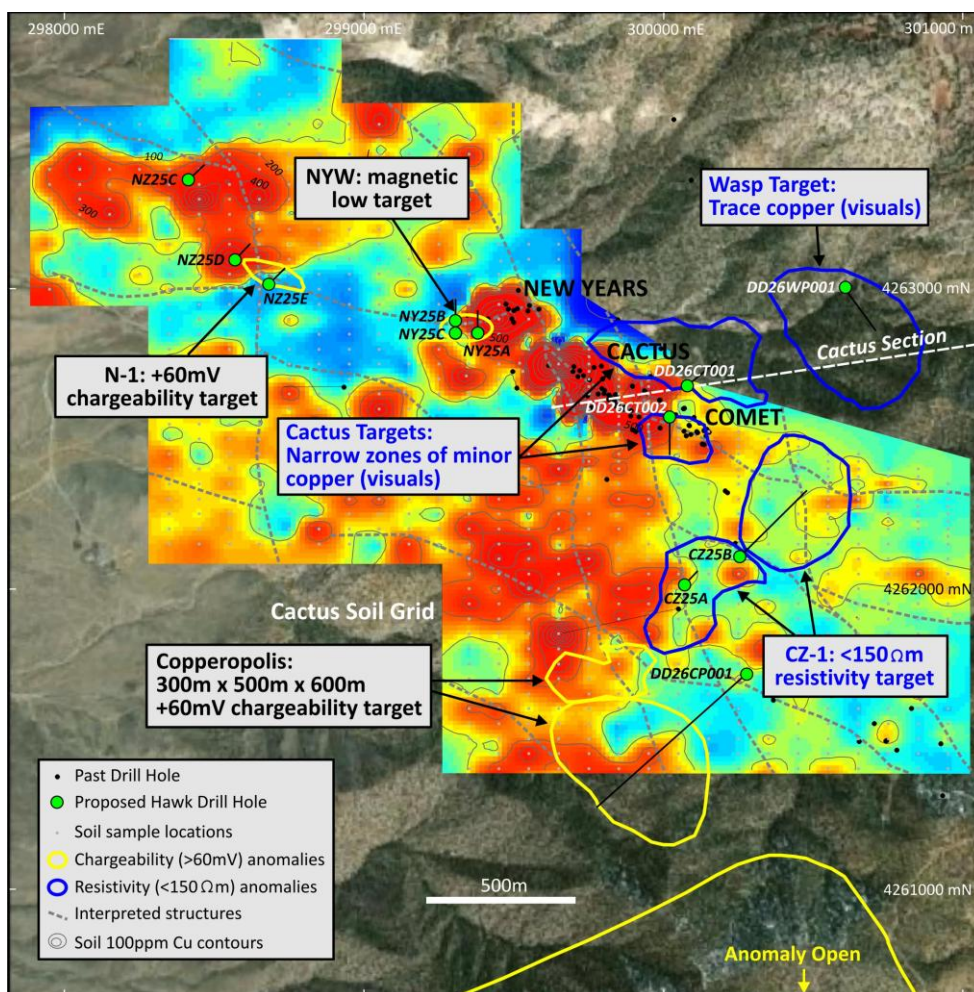 298000 mE
299000 mE
300000 mE
301000 mE
NYW: magnetic
low target
Wasp Target:
Trace copper (visuals)
100
200
400
300
NZ25C
NZ25D
NZ25E
NY25B
NY25C
NY25A
500
NEW YEARS
DD26WP001
4263000 mN
Cactus Section
CACTUS
DD26CT001
DD26CT002
COMET
N-1: +60mV
chargeability target
Cactus Targets:
Narrow zones of minor
copper (visuals)
CZ25B
CZ25A
4262000 mN
Cactus Soil Grid
Copperopolis:
300m x 500m x 600m
+60mV chargeability target
DD26CP001
CZ-1: <150Ωm
resistivity target
Past Drill Hole
Proposed Hawk Drill Hole
Soil sample locations
Chargeability (>60mV) anomalies
Resistivity (<150Ωm) anomalies
Interpreted structures
Soil 100ppm Cu contours
500m
4261000 mN
Anomaly Open